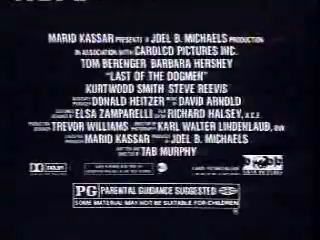 MARIO KASSAR PRESENTS A JOEL B. MICHAELS PRODUCTION
IN ASSOCIATION WITH CAROLCO PICTURES INC.
TOM BERENGER BARBARA HERSHEY
"LAST OF THE DOGMEN"
KURTWOOD SMITH STEVE REEVIS
DONALD HEITZER DAVID ARNOLD
ELSA ZAMPARELLI RICHARD HALSEY, A.C.E.
TREVOR WILLIAMS KARL WALTER LINDENLAUB, BVK
MARIO KASSAR JOEL B. MICHAELS
TAB MURPHY
DOLBY
PG PARENTAL GUIDANCE SUGGESTED
SOME MATERIAL MAY NOT BE SUITABLE FOR CHILDREN